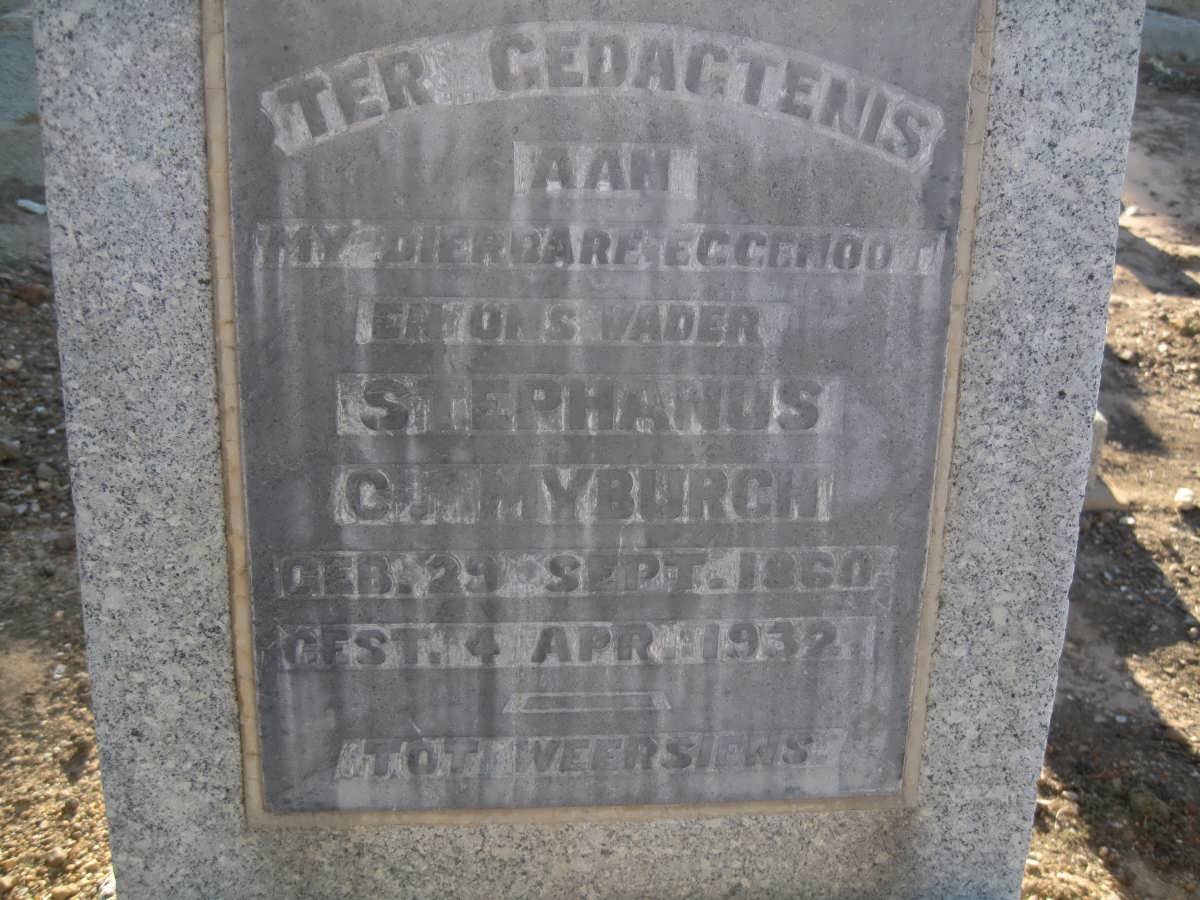 TER GEDACTENIS
AAN
MY DIERBARE EGGENOOT
EN ONS VADER
STEPHANUS
C. J. MYBURGH
GEB. 29 SEPT. 1860.
GEST. 4 APR. 1932.
TOT WEERSIENS.